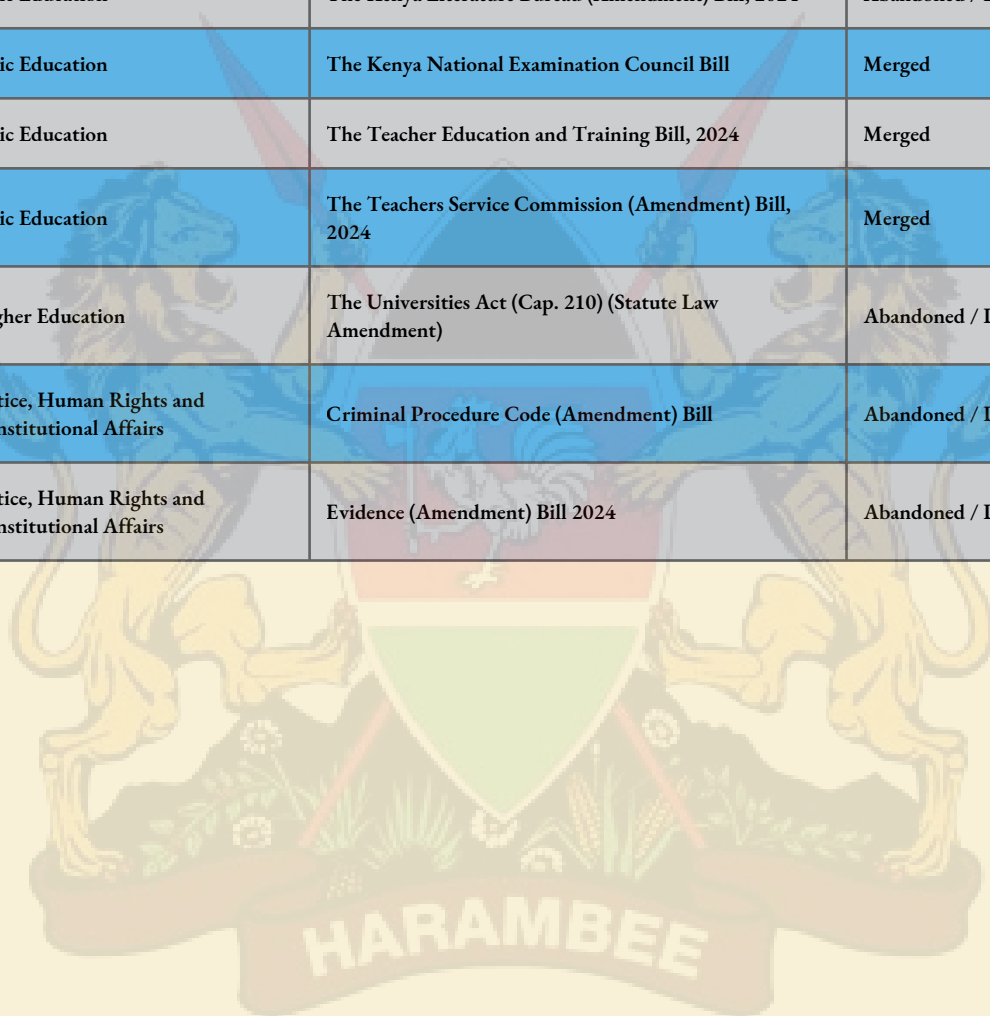 ic Education
The Kenya National Examination Council Bill
Merged
ic Education
The Teacher Education and Training Bill, 2024
Merged
ic Education
The Teachers Service Commission (Amendment) Bill,
2024
Merged
gher Education
The Universities Act (Cap. 210) (Statute Law
Amendment)
Abandoned /
tice, Human Rights and
nstitutional Affairs
Criminal Procedure Code (Amendment) Bill
Abandoned /
tice, Human Rights and
nstitutional Affairs
Evidence (Amendment) Bill 2024
Abandoned /
HARAMBEE